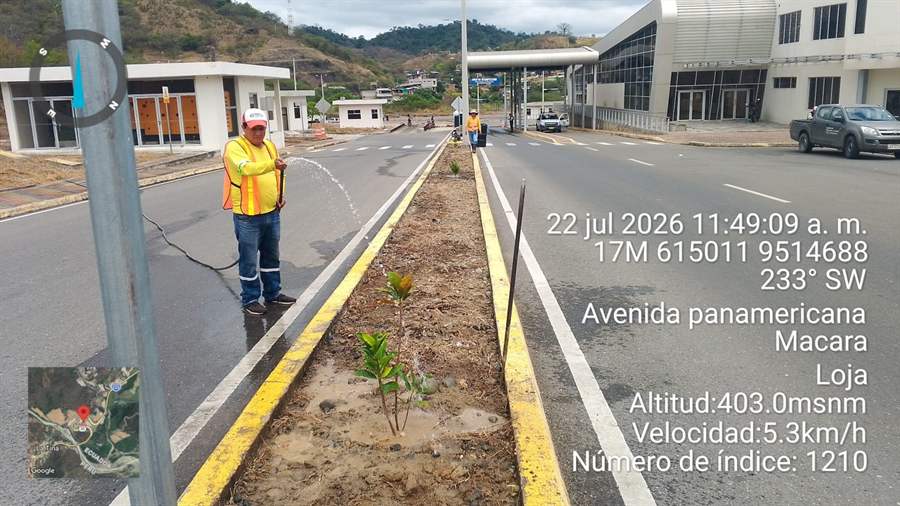 S
W
N
E
22 jul 2026 11:49:09 a. m.
17M 615011 9514688
233° SW
Avenida panamericana
Macara
Loja
Altitud:403.0msnm
Velocidad:5.3km/h
Número de índice: 1210
Google